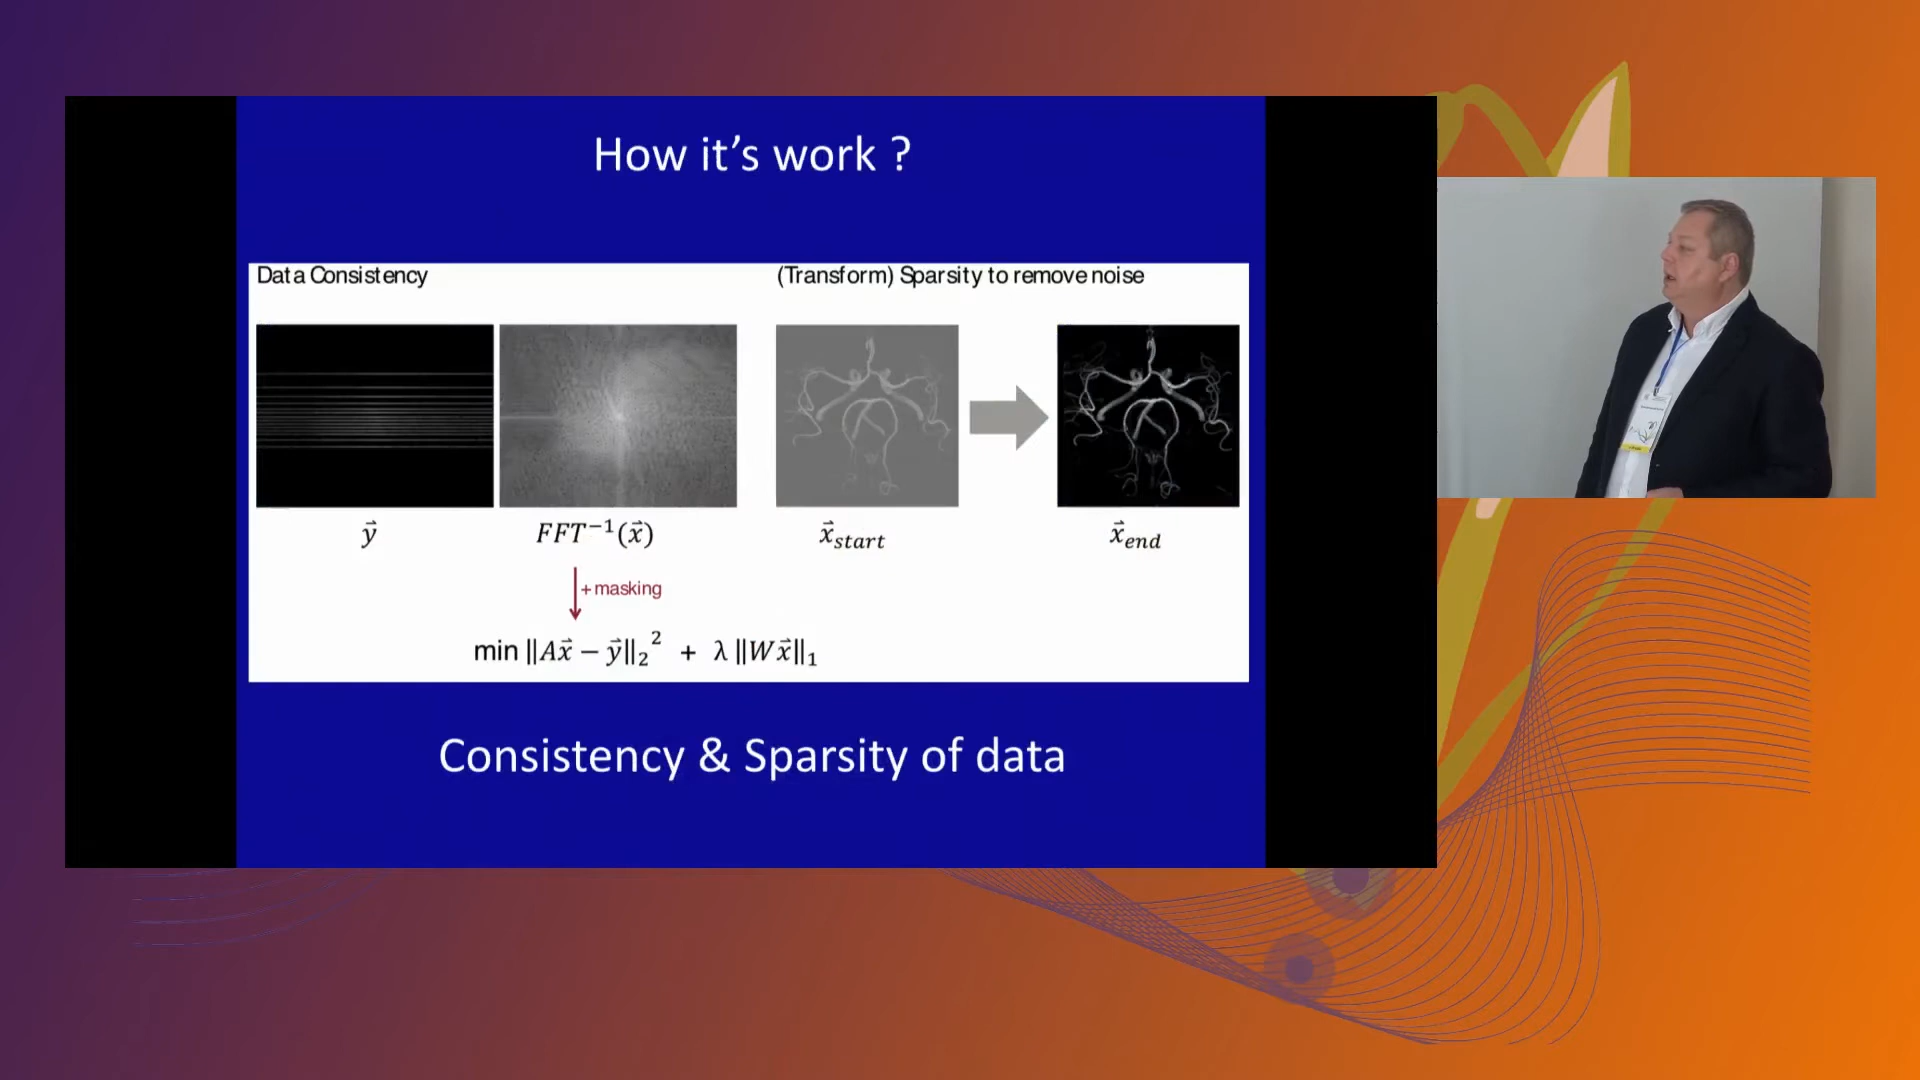 How it's work ?
Data Consistency
(Transform) Sparsity to remove noise
y⃗
FFT⁻¹(x⃗)
x⃗start
x⃗end
+ masking
min ‖Ax⃗ − y⃗‖₂² + λ ‖Wx⃗‖₁
Consistency & Sparsity of data